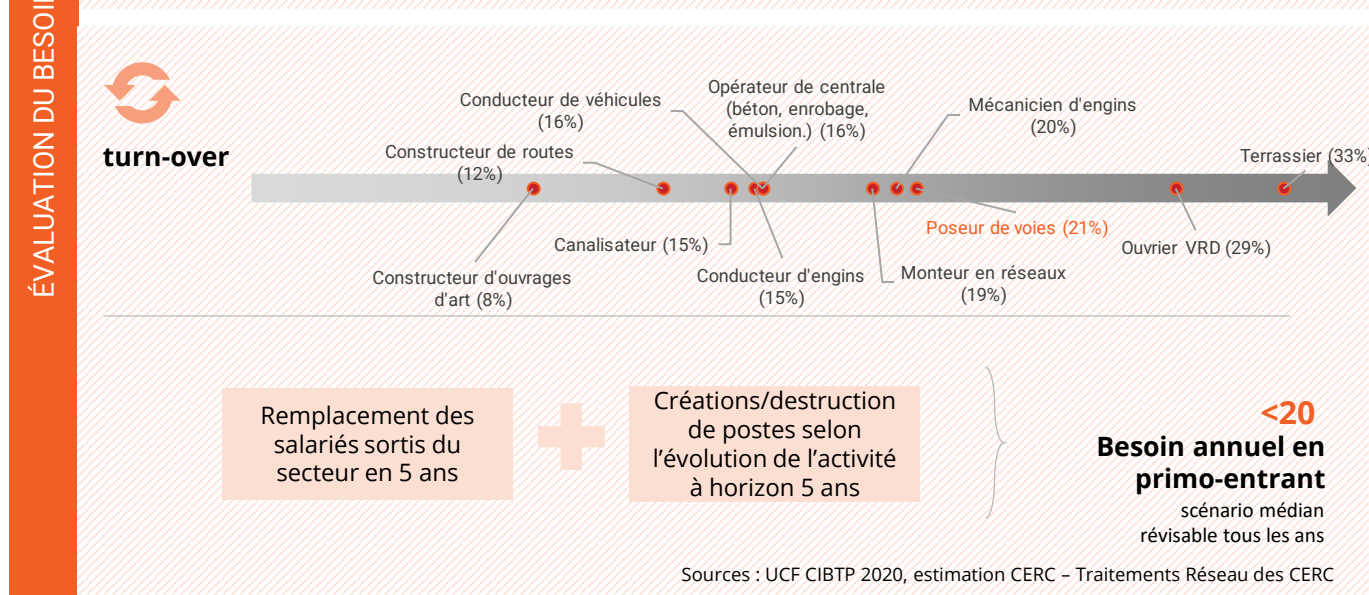 ÉVALUATION DU BESOIN
turn-over
Conducteur de véhicules
(16%)
Opérateur de centrale
(béton, enrobage,
émulsion.) (16%)
Mécanicien d'engins
(20%)
Constructeur de routes
(12%)
Terrassier (33%)
Canalisateur (15%)
Poseur de voies (21%)
Ouvrier VRD (29%)
Constructeur d'ouvrages
d'art (8%)
Conducteur d'engins
(15%)
Monteur en réseaux
(19%)
Remplacement des
salariés sortis du
secteur en 5 ans
Créations/destruction
de postes selon
l'évolution de l'activité
à horizon 5 ans
<20
Besoin annuel en
primo-entrant
scénario médian
révisable tous les ans
Sources : UCF CIBTP 2020, estimation CERC – Traitements Réseau des CERC